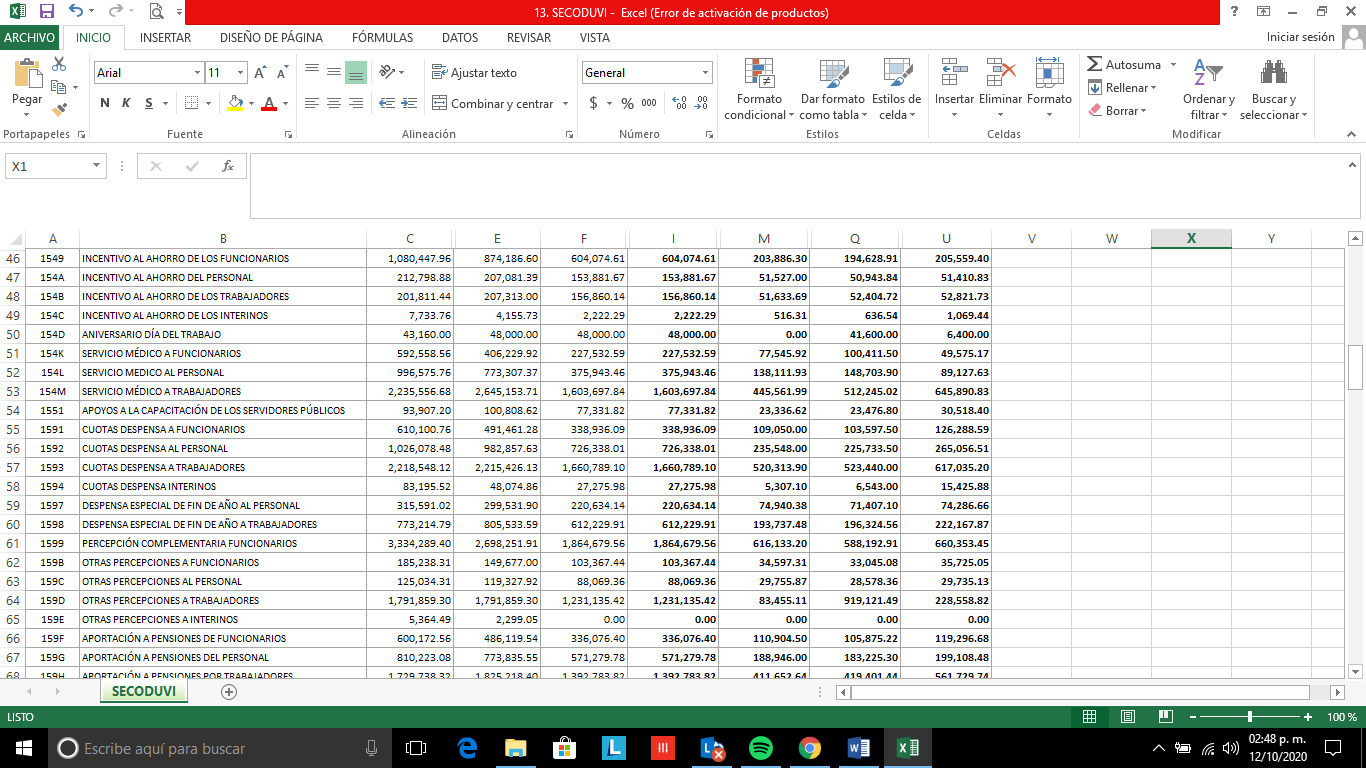 13. SECODUVI - Excel (Error de activación de productos)
ARCHIVO INICIO INSERTAR DISEÑO DE PÁGINA FÓRMULAS DATOS REVISAR VISTA Iniciar sesión
Pegar Arial 11 Ajustar texto General Formato condicional Dar formato como tabla Estilos de celda Insertar Eliminar Formato Autosuma Rellenar Borrar Ordenar y filtrar Buscar y seleccionar
N K S Combinar y centrar $ % 000
Portapapeles Fuente Alineación Número Estilos Celdas Modificar
X1 fx
A B C E F I M Q U V W X Y
46 1549 INCENTIVO AL AHORRO DE LOS FUNCIONARIOS 1,080,447.96 874,186.60 604,074.61 604,074.61 203,886.30 194,628.91 205,559.40
47 154A INCENTIVO AL AHORRO DEL PERSONAL 212,798.88 207,081.39 153,881.67 153,881.67 51,527.00 50,943.84 51,410.83
48 154B INCENTIVO AL AHORRO DE LOS TRABAJADORES 201,811.44 207,313.00 156,860.14 156,860.14 51,633.69 52,404.72 52,821.73
49 154C INCENTIVO AL AHORRO DE LOS INTERINOS 7,733.76 4,155.73 2,222.29 2,222.29 516.31 636.54 1,069.44
50 154D ANIVERSARIO DÍA DEL TRABAJO 43,160.00 48,000.00 48,000.00 48,000.00 0.00 41,600.00 6,400.00
51 154K SERVICIO MÉDICO A FUNCIONARIOS 592,558.56 406,229.92 227,532.59 227,532.59 77,545.92 100,411.50 49,575.17
52 154L SERVICIO MEDICO AL PERSONAL 996,575.76 773,307.37 375,943.46 375,943.46 138,111.93 148,703.90 89,127.63
53 154M SERVICIO MÉDICO A TRABAJADORES 2,235,556.68 2,645,153.71 1,603,697.84 1,603,697.84 445,561.99 512,245.02 645,890.83
54 1551 APOYOS A LA CAPACITACIÓN DE LOS SERVIDORES PÚBLICOS 93,907.20 100,808.62 77,331.82 77,331.82 23,336.62 23,476.80 30,518.40
55 1591 CUOTAS DESPENSA A FUNCIONARIOS 610,100.76 491,461.28 338,936.09 338,936.09 109,050.00 103,597.50 126,288.59
56 1592 CUOTAS DESPENSA AL PERSONAL 1,026,078.48 982,857.63 726,338.01 726,338.01 235,548.00 225,733.50 265,056.51
57 1593 CUOTAS DESPENSA A TRABAJADORES 2,218,548.12 2,215,426.13 1,660,789.10 1,660,789.10 520,313.90 523,440.00 617,035.20
58 1594 CUOTAS DESPENSA INTERINOS 83,195.52 48,074.86 27,275.98 27,275.98 5,307.10 6,543.00 15,425.88
59 1597 DESPENSA ESPECIAL DE FIN DE AÑO AL PERSONAL 315,591.02 299,531.90 220,634.14 220,634.14 74,940.38 71,407.10 74,286.66
60 1598 DESPENSA ESPECIAL DE FIN DE AÑO A TRABAJADORES 773,214.79 805,533.59 612,229.91 612,229.91 193,737.48 196,324.56 222,167.87
61 1599 PERCEPCIÓN COMPLEMENTARIA FUNCIONARIOS 3,334,289.40 2,698,251.91 1,864,679.56 1,864,679.56 616,133.20 588,192.91 660,353.45
62 159B OTRAS PERCEPCIONES A FUNCIONARIOS 185,238.31 149,677.00 103,367.44 103,367.44 34,597.31 33,045.08 35,725.05
63 159C OTRAS PERCEPCIONES AL PERSONAL 125,034.31 119,327.92 88,069.36 88,069.36 29,755.87 28,578.36 29,735.13
64 159D OTRAS PERCEPCIONES A TRABAJADORES 1,791,859.30 1,791,859.30 1,231,135.42 1,231,135.42 83,455.11 919,121.49 228,558.82
65 159E OTRAS PERCEPCIONES A INTERINOS 5,364.49 2,299.05 0.00 0.00 0.00 0.00 0.00
66 159F APORTACIÓN A PENSIONES DE FUNCIONARIOS 600,172.56 486,119.54 336,076.40 336,076.40 110,904.50 105,875.22 119,296.68
67 159G APORTACIÓN A PENSIONES DEL PERSONAL 810,223.08 773,835.55 571,279.78 571,279.78 188,946.00 183,225.30 199,108.48
68 159H APORTACIÓN A PENSIONES POR TRABAJADORES 1,729,738.32 1,825,218.40 1,392,783.82 1,392,783.82 411,652.64 419,401.44 561,729.74
SECODUVI
LISTO 100 %
Escribe aquí para buscar 02:48 p. m.
12/10/2020